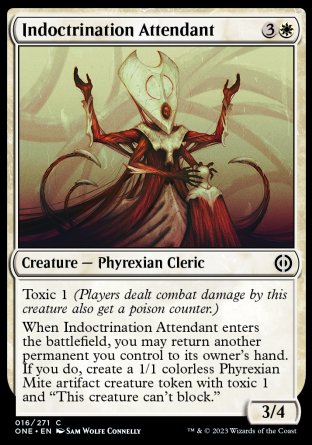 Indoctrination Attendant 3
Creature — Phyrexian Cleric
Toxic 1 (Players dealt combat damage by this
creature also get a poison counter.)
When Indoctrination Attendant enters
the battlefield, you may return another
permanent you control to its owner's hand.
If you do, create a 1/1 colorless Phyrexian
Mite artifact creature token with toxic 1
and “This creature can't block.”
3/4
016/271 C
ONE • EN SAM WOLFE CONNELLY
™ & © 2023 Wizards of the Coast